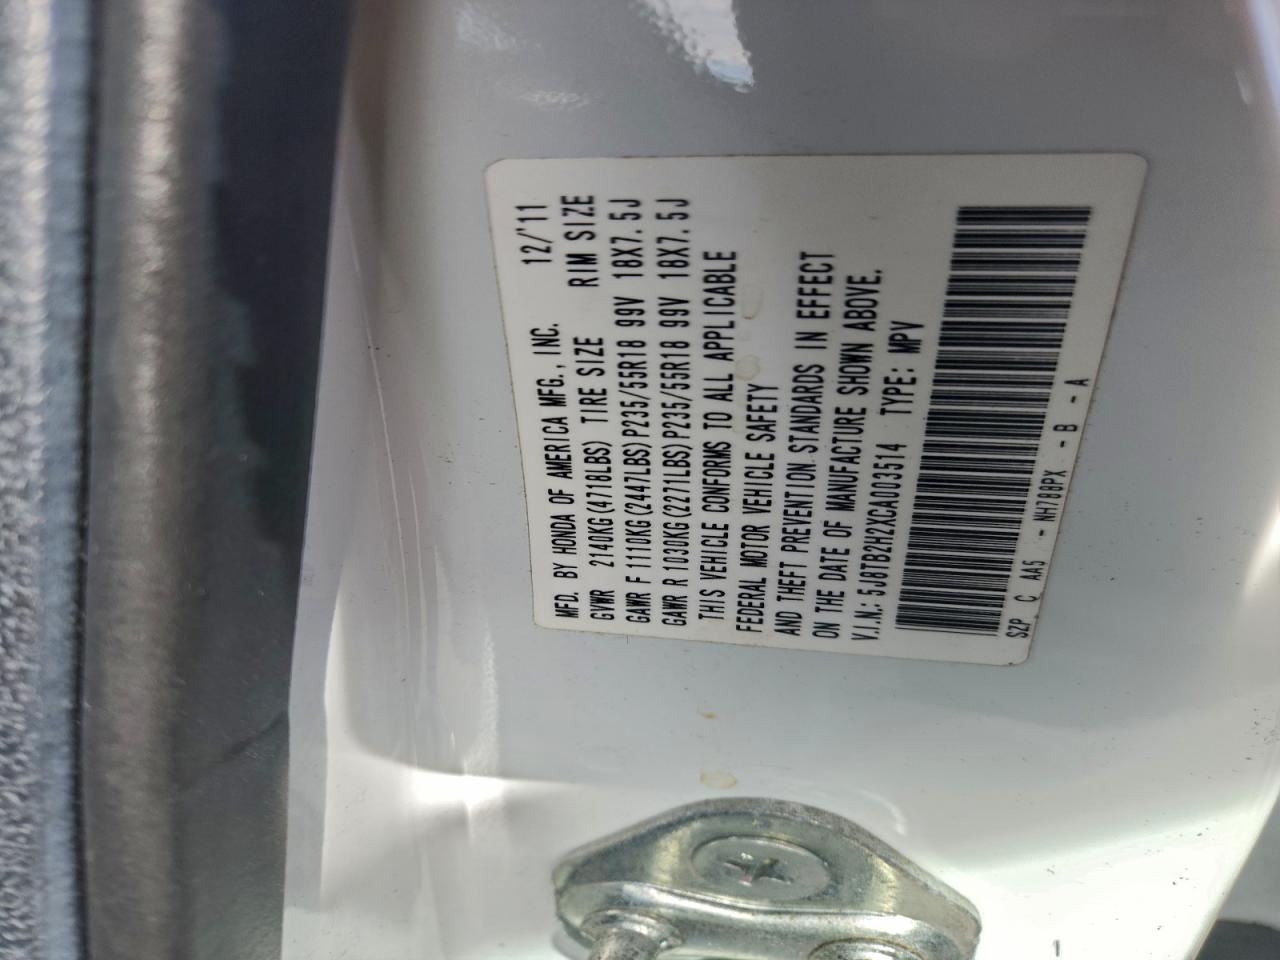 MFD. BY HONDA OF AMERICA MFG., INC. 12/'11
GVWR 2140KG(4718LBS) TIRE SIZE RIM SIZE
GAWR F 1110KG(2447LBS)P235/55R18 99V 18X7.5J
GAWR R 1030KG(2271LBS)P235/55R18 99V 18X7.5J
THIS VEHICLE CONFORMS TO ALL APPLICABLE
FEDERAL MOTOR VEHICLE SAFETY
AND THEFT PREVENTION STANDARDS IN EFFECT
ON THE DATE OF MANUFACTURE SHOWN ABOVE.
V.I.N.: 5J8TB2H2XCA003514 TYPE: MPV
SZP C AA5 - NH788PX - B - A